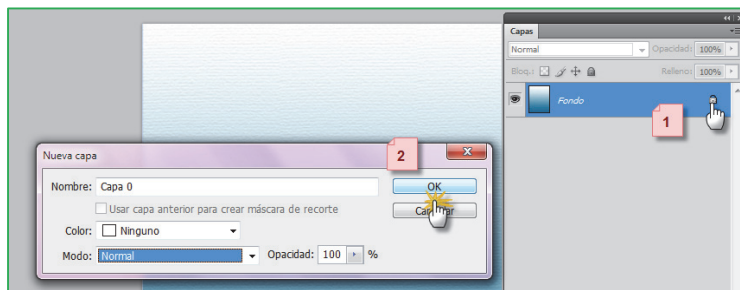 Capas
Normal Opacidad: 100%
Bloq.: Relleno: 100%
Fondo
1
2
Nueva capa
Nombre: Capa 0 OK
Usar capa anterior para crear máscara de recorte
Color: Ninguno
Modo: Normal Opacidad: 100 %